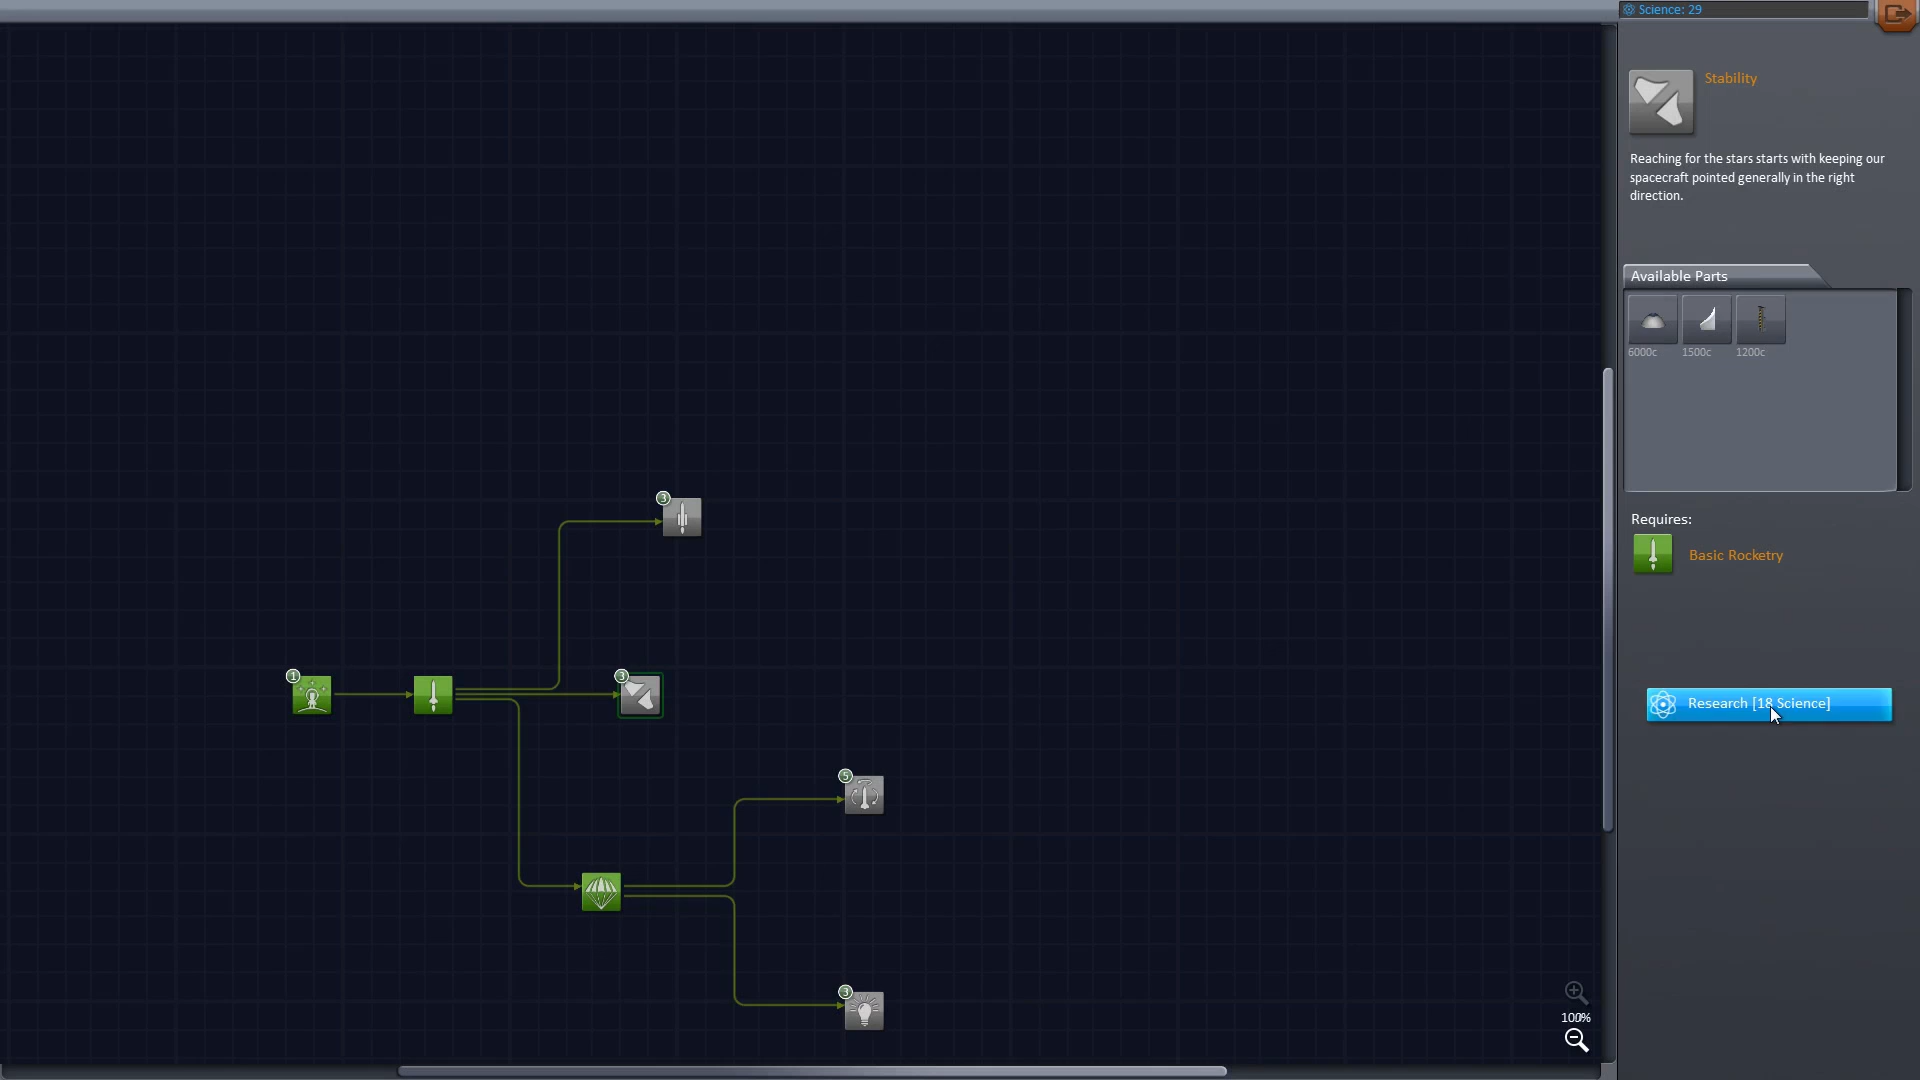 Science: 29
Stability
Reaching for the stars starts with keeping our
spacecraft pointed generally in the right
direction.
Available Parts
6000c 1500c 1200c
Requires:
Basic Rocketry
Research [18 Science]
3
1
3
5
3
100%